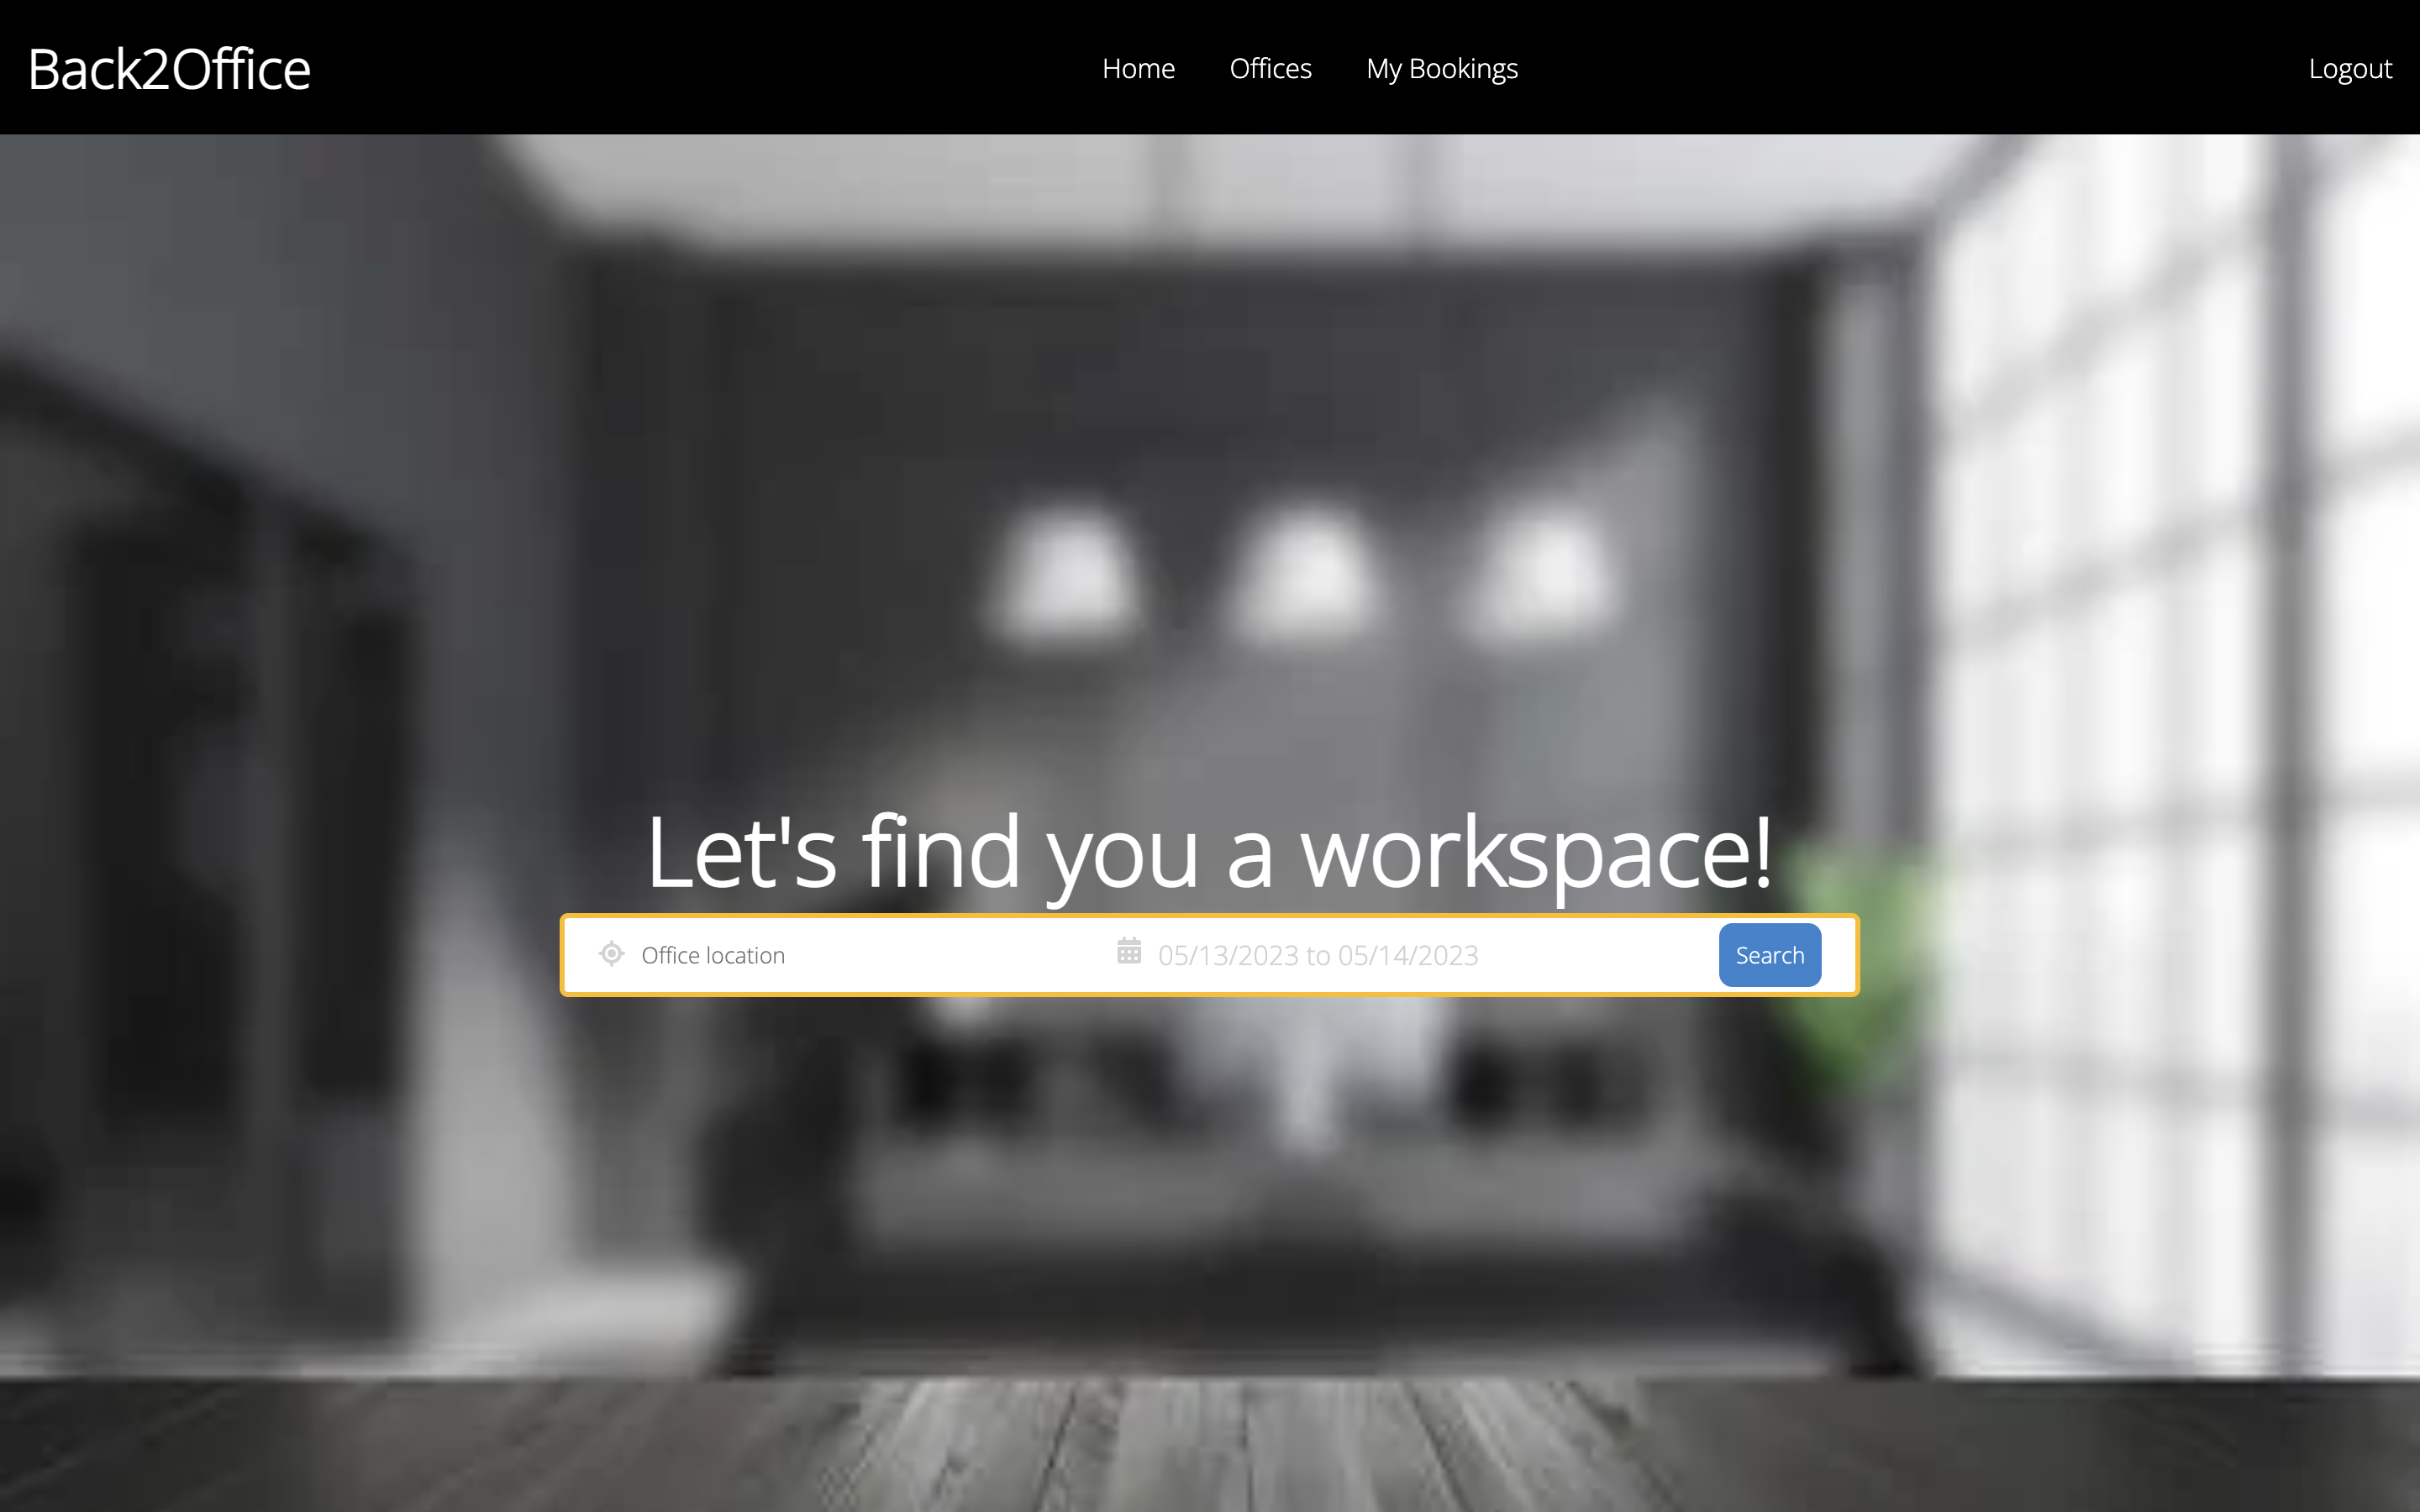 Back2Office
Home Offices My Bookings
Logout
Let's find you a workspace!
Office location
05/13/2023 to 05/14/2023
Search